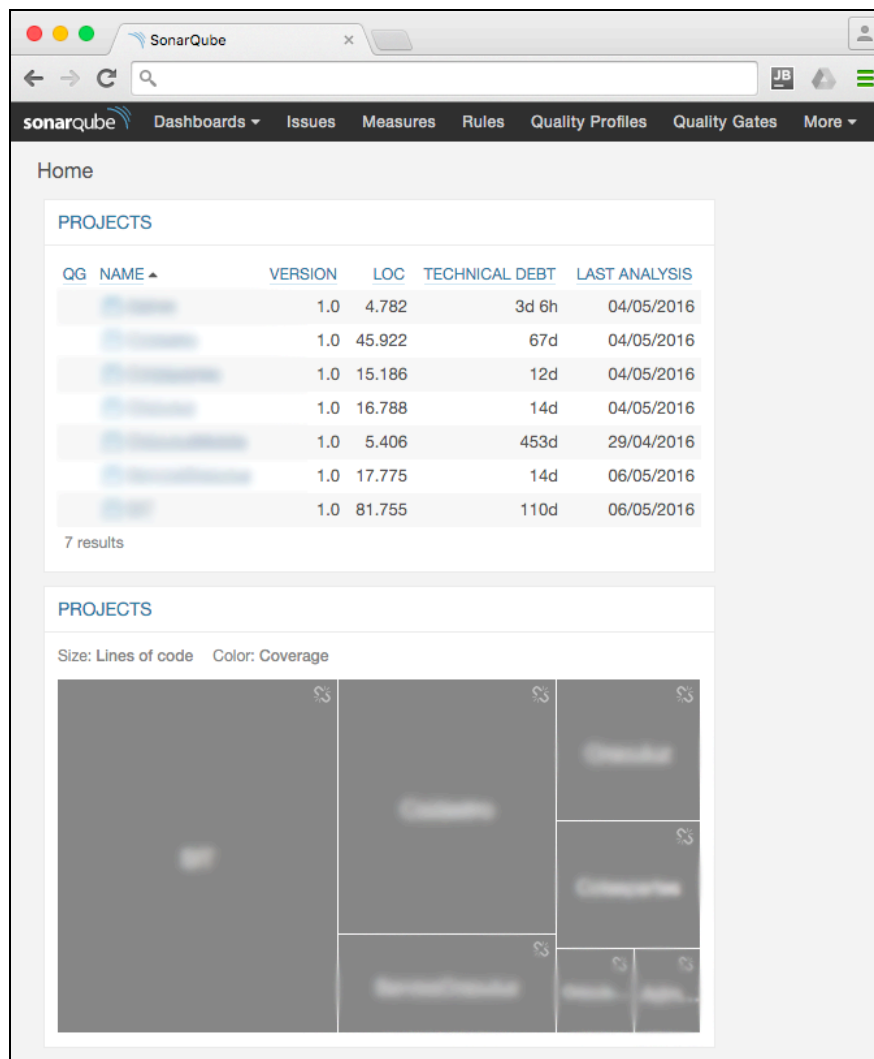 SonarQube
JB
sonarqube Dashboards Issues Measures Rules Quality Profiles Quality Gates More
Home
PROJECTS
QG NAME VERSION LOC TECHNICAL DEBT LAST ANALYSIS
1.0 4.782 3d 6h 04/05/2016
1.0 45.922 67d 04/05/2016
1.0 15.186 12d 04/05/2016
1.0 16.788 14d 04/05/2016
1.0 5.406 453d 29/04/2016
1.0 17.775 14d 06/05/2016
1.0 81.755 110d 06/05/2016
7 results
PROJECTS
Size: Lines of code Color: Coverage